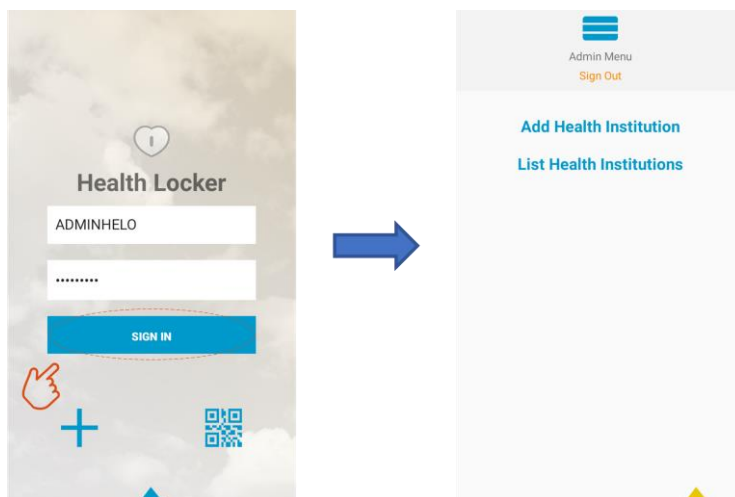 Health Locker
ADMINHELO
•••••••••
SIGN IN
Admin Menu
Sign Out
Add Health Institution
List Health Institutions